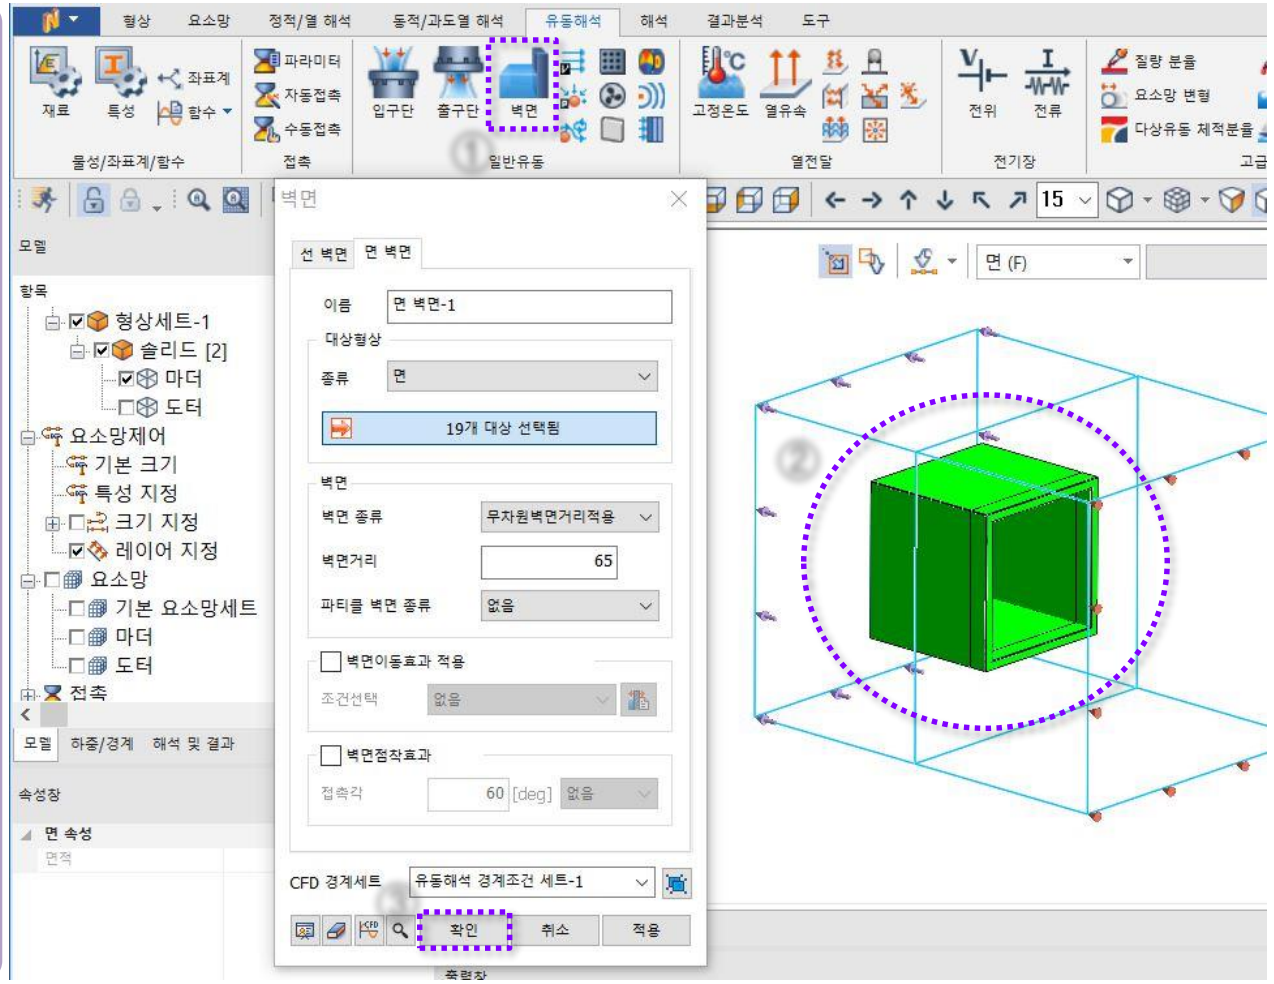 형상 요소망 정적/열 해석 동적/과도열 해석 유동해석 해석 결과분석 도구
재료 특성 좌표계 함수
파라미터
자동접촉
수동접촉
입구단 출구단 벽면
고정온도 열유속
전위 전류
질량 분율
요소망 변형
다상유동 체적분율
물성/좌표계/함수 접촉 일반유동 열전달 전기장 고급
①
15
모델
항목
형상세트-1
솔리드 [2]
마더
도터
요소망제어
기본 크기
특성 지정
크기 지정
레이어 지정
요소망
기본 요소망세트
마더
도터
접촉
모델 하중/경계 해석 및 결과
속성창
면 속성
면적
벽면
선 벽면 면 벽면
이름 면 벽면-1
대상형상
종류 면
19개 대상 선택됨
벽면
벽면 종류 무차원벽면거리적용
벽면거리 65
파티클 벽면 종류 없음
벽면이동효과 적용
조건선택 없음
벽면점착효과
접촉각 60 [deg] 없음
CFD 경계세트 유동해석 경계조건 세트-1
③
확인 취소 적용
면 (F)
②
출력창